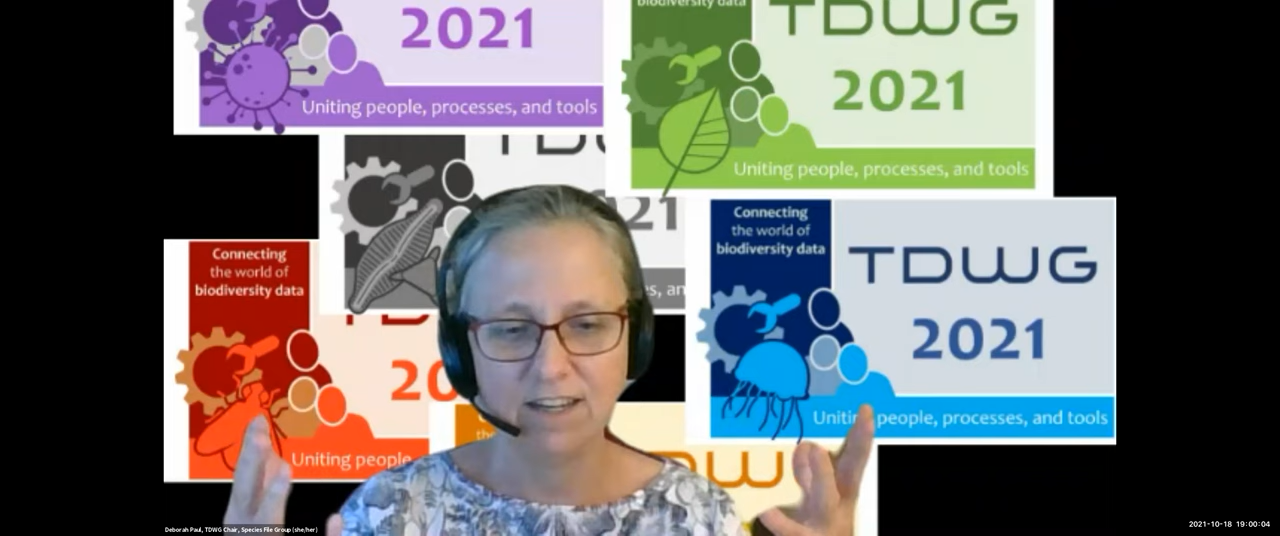 2021
Uniting people, processes, and tools
biodiversity data
TDWG
2021
Uniting people, processes, and tools
Connecting
the world of
biodiversity data
TDWG
2021
Uniting people, processes, and tools
Connecting
the world of
biodiversity data
Uniting people
Deborah Paul, TDWG Chair, Species File Group (she/her)
2021-10-18 19:00:04